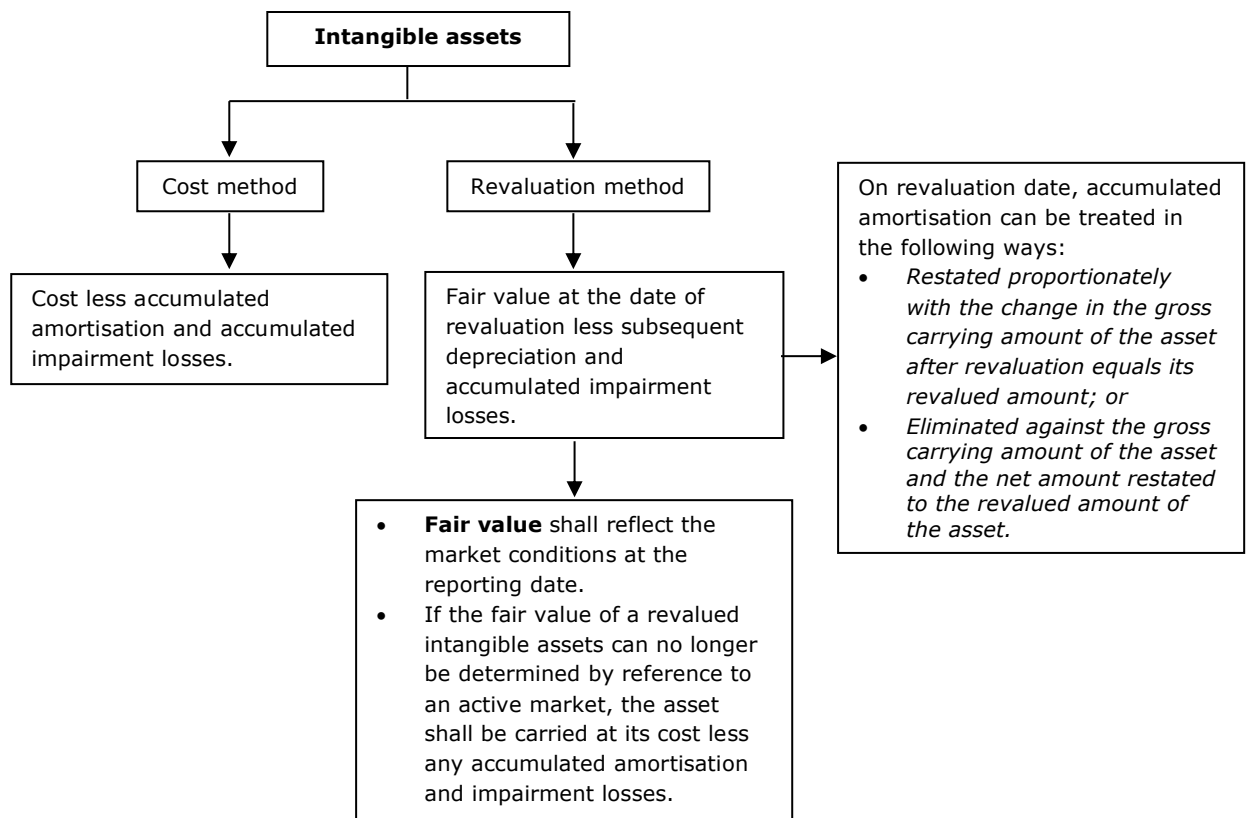 Intangible assets
Cost method
Revaluation method
Cost less accumulated
amortisation and accumulated
impairment losses.
Fair value at the date of
revaluation less subsequent
depreciation and
accumulated impairment
losses.
On revaluation date, accumulated
amortisation can be treated in
the following ways:
• Restated proportionately
with the change in the gross
carrying amount of the asset
after revaluation equals its
revalued amount; or
• Eliminated against the gross
carrying amount of the asset
and the net amount restated
to the revalued amount of
the asset.
• Fair value shall reflect the
market conditions at the
reporting date.
• If the fair value of a revalued
intangible assets can no longer
be determined by reference to
an active market, the asset
shall be carried at its cost less
any accumulated amortisation
and impairment losses.